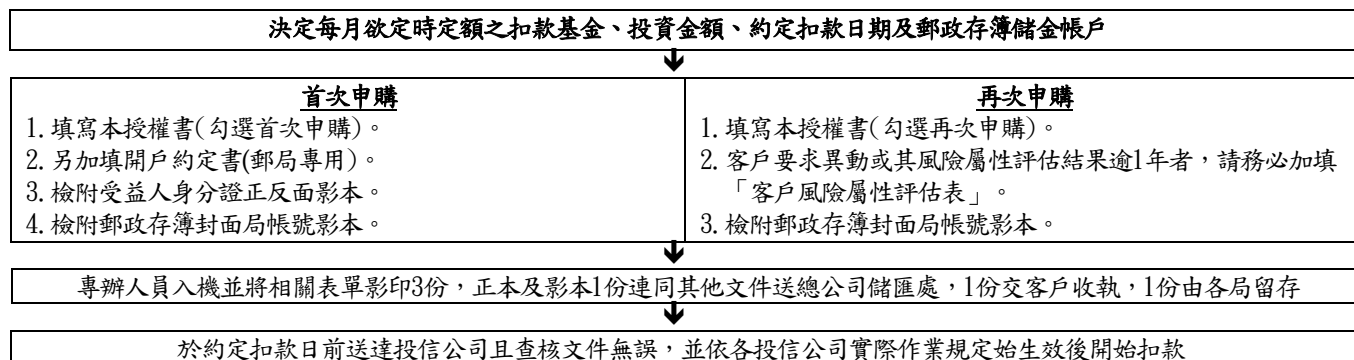 決定每月欲定時定額之扣款基金、投資金額、約定扣款日期及郵政存簿儲金帳戶
首次申購
1. 填寫本授權書(勾選首次申購)。
2. 另加填開戶約定書(郵局專用)。
3. 檢附受益人身分證正反面影本。
4. 檢附郵政存簿封面局帳號影本。
再次申購
1. 填寫本授權書(勾選再次申購)。
2. 客戶要求異動或其風險屬性評估結果逾1年者，請務必加填
「客戶風險屬性評估表」。
3. 檢附郵政存簿封面局帳號影本。
專辦人員入機並將相關表單影印3份，正本及影本1份連同其他文件送總公司儲匯處，1份交客戶收執，1份由各局留存
於約定扣款日前送達投信公司且查核文件無誤，並依各投信公司實際作業規定始生效後開始扣款